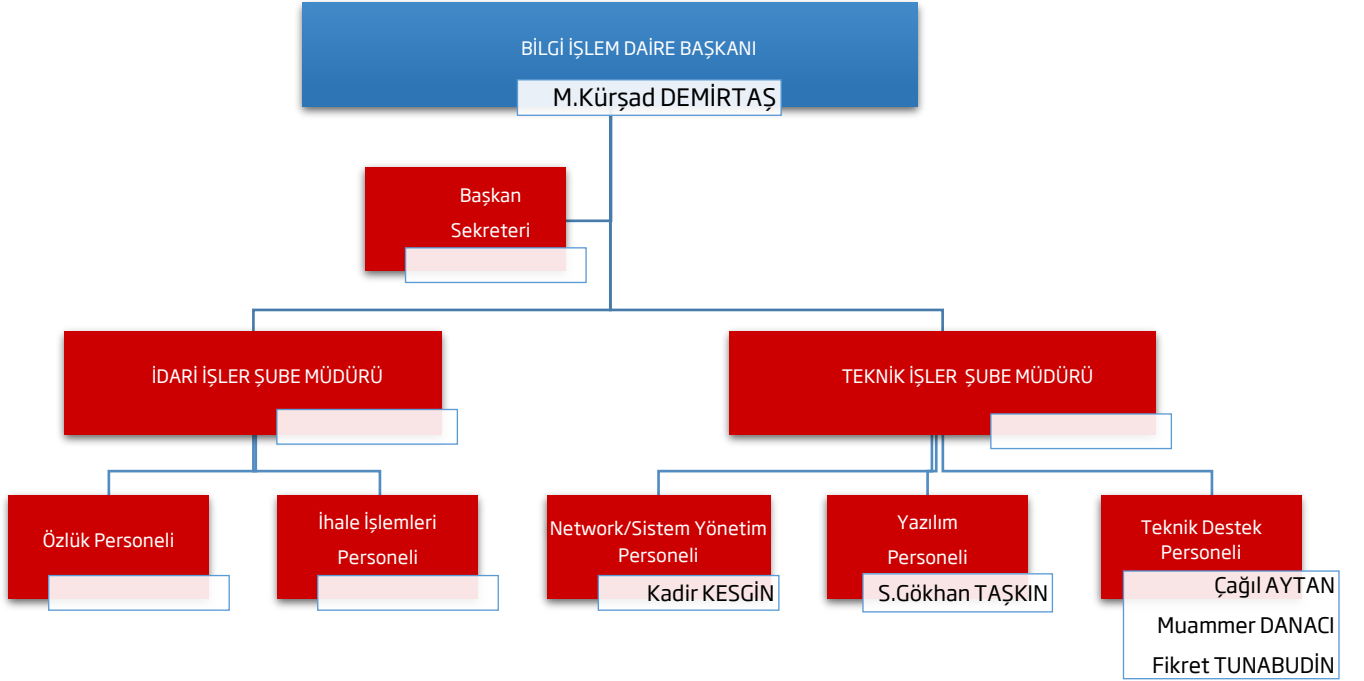 BİLGİ İŞLEM DAİRE BAŞKANI
M.Kürşad DEMİRTAŞ
Başkan
Sekreteri
İDARİ İŞLER ŞUBE MÜDÜRÜ
TEKNİK İŞLER ŞUBE MÜDÜRÜ
Özlük Personeli
İhale İşlemleri
Personeli
Network/Sistem Yönetim
Personeli
Kadir KESGİN
Yazılım
Personeli
S.Gökhan TAŞKIN
Teknik Destek
Personeli
Çağıl AYTAN
Muammer DANACI
Fikret TUNABUDİN